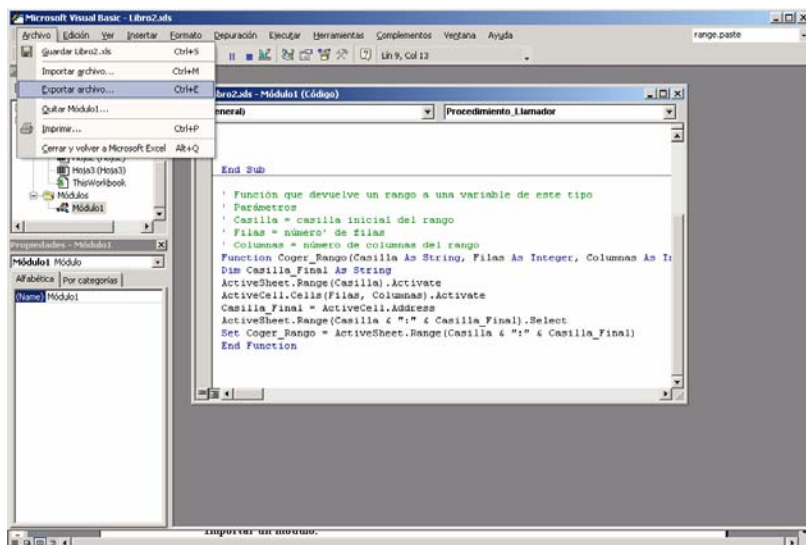 Microsoft Visual Basic - Libro2.xls
Archivo Edición Ver Insertar Formato Depuración Ejecutar Herramientas Complementos Ventana Ayuda
range.paste
Guardar Libro2.xls Ctrl+S
Importar archivo... Ctrl+M
Exportar archivo... Ctrl+E
Quitar Módulo1...
Imprimir... Ctrl+P
Cerrar y volver a Microsoft Excel Alt+Q
Lín 9, Col 13
bro2.xls - Módulo1 (Código)
eneral)
Procedimiento_Llamador
Hoja3 (Hoja3)
ThisWorkbook
Módulos
Módulo1
Propiedades - Módulo1
Módulo1 Módulo
Alfabética Por categorías
(Name) Módulo1
End Sub
' Función que devuelve un rango a una variable de este tipo
' Parámetros
' Casilla = casilla inicial del rango
' Filas = número' de filas
' Columnas = número de columnas del rango
Function Coger_Rango(Casilla As String, Filas As Integer, Columnas As In
Dim Casilla_Final As String
ActiveSheet.Range(Casilla).Activate
ActiveCell.Cells(Filas, Columnas).Activate
Casilla_Final = ActiveCell.Address
ActiveSheet.Range(Casilla & ":" & Casilla_Final).Select
Set Coger_Rango = ActiveSheet.Range(Casilla & ":" & Casilla_Final)
End Function
Importar un módulo.